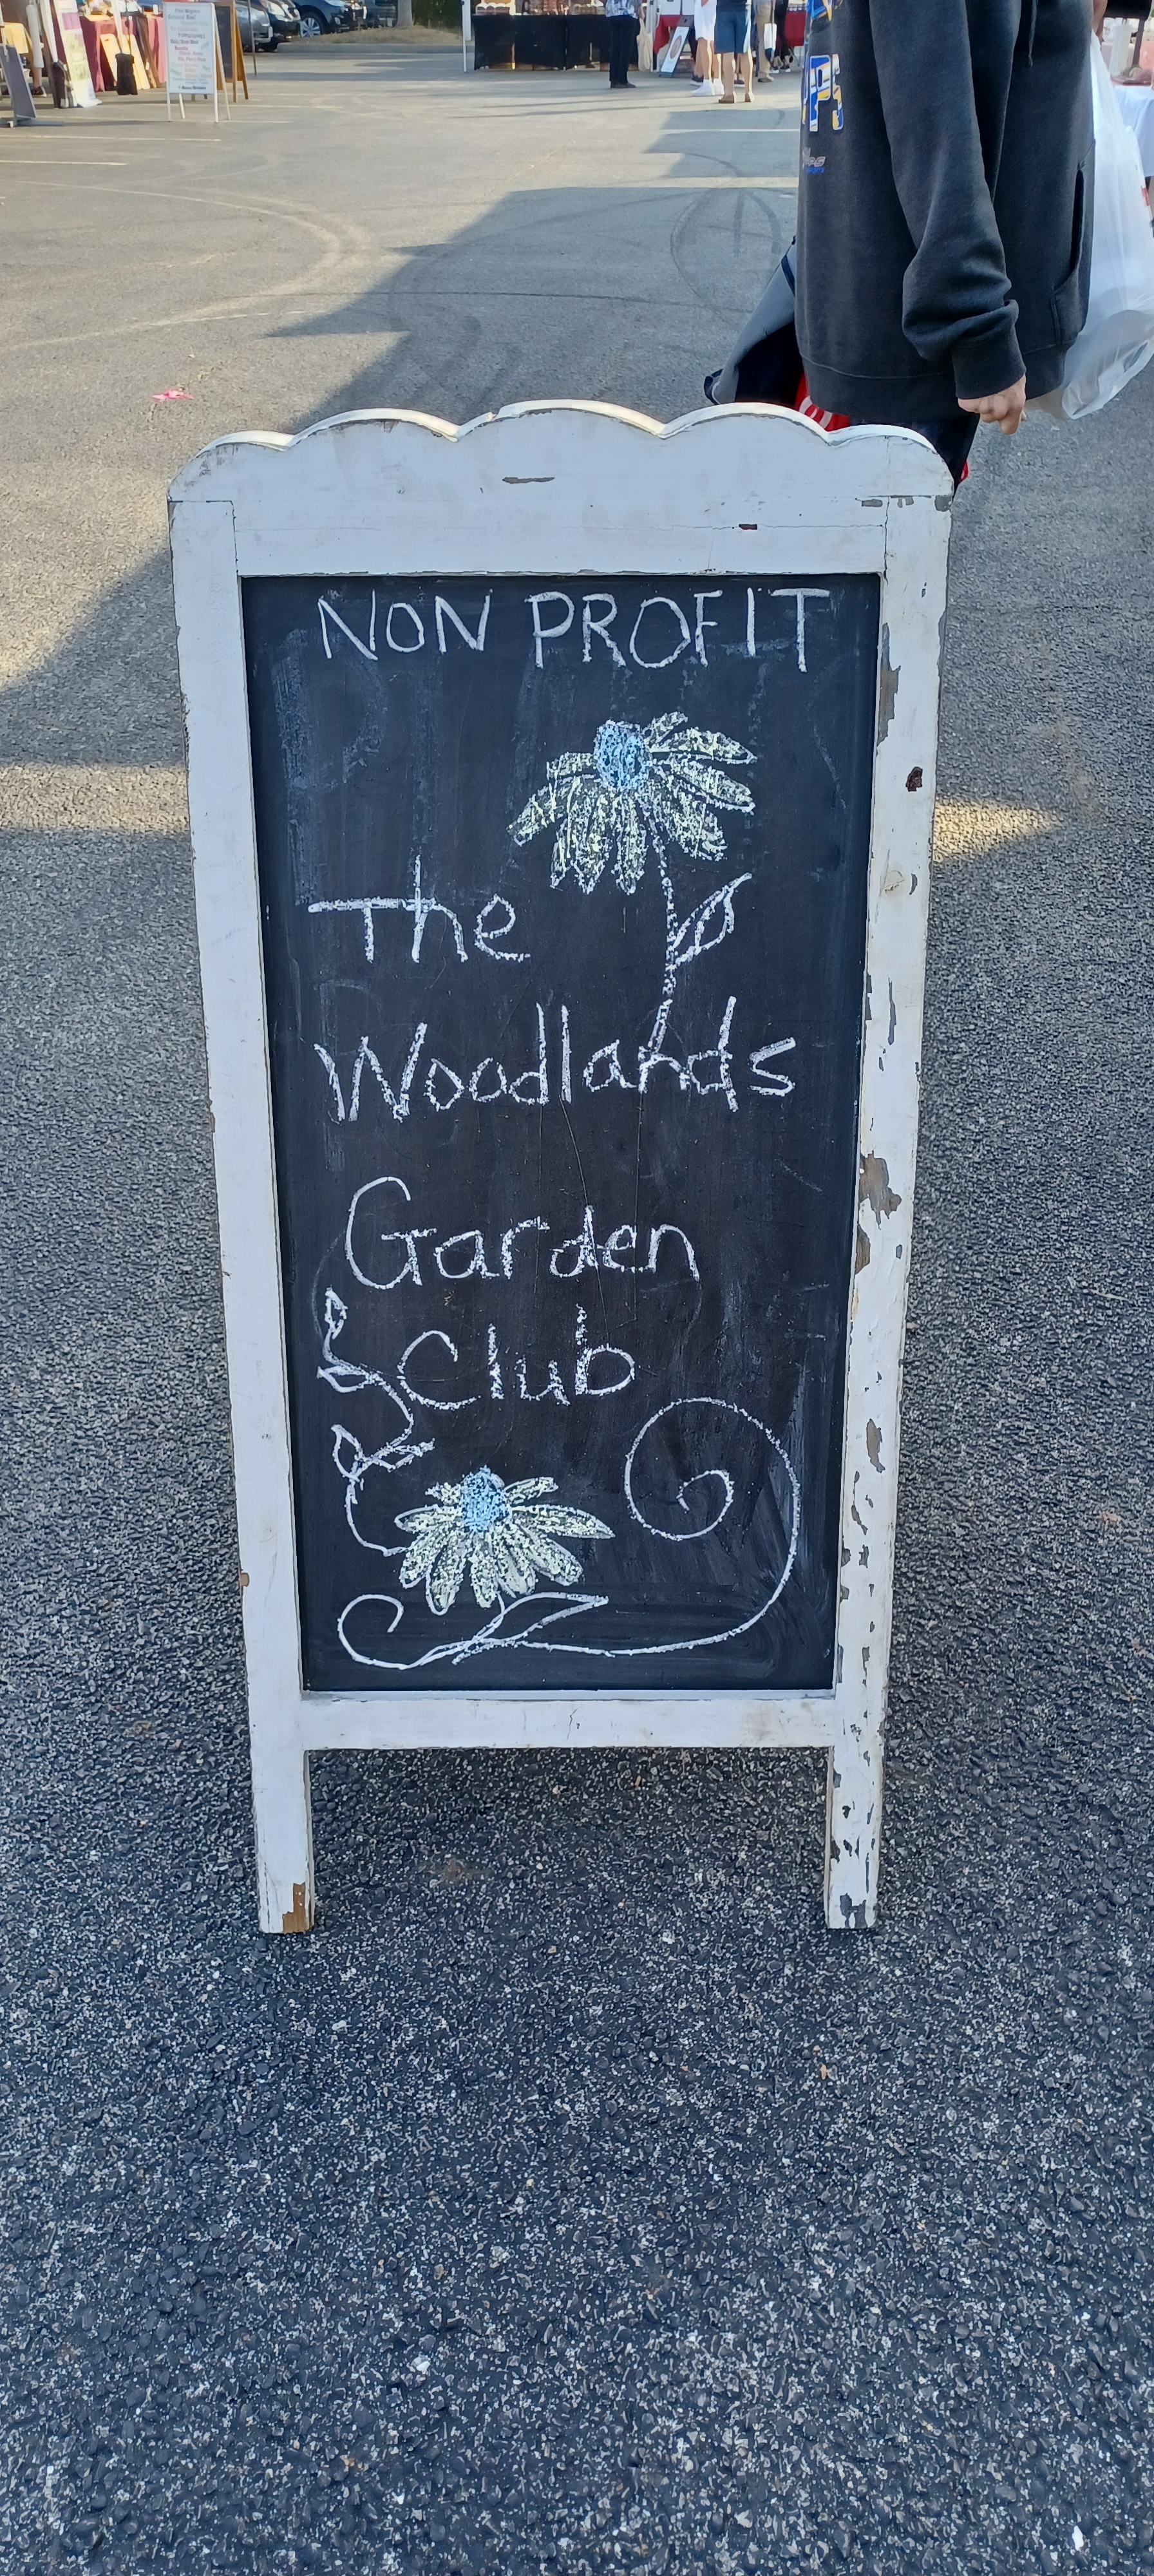 NON PROFIT
The
Woodlands
Garden
Club